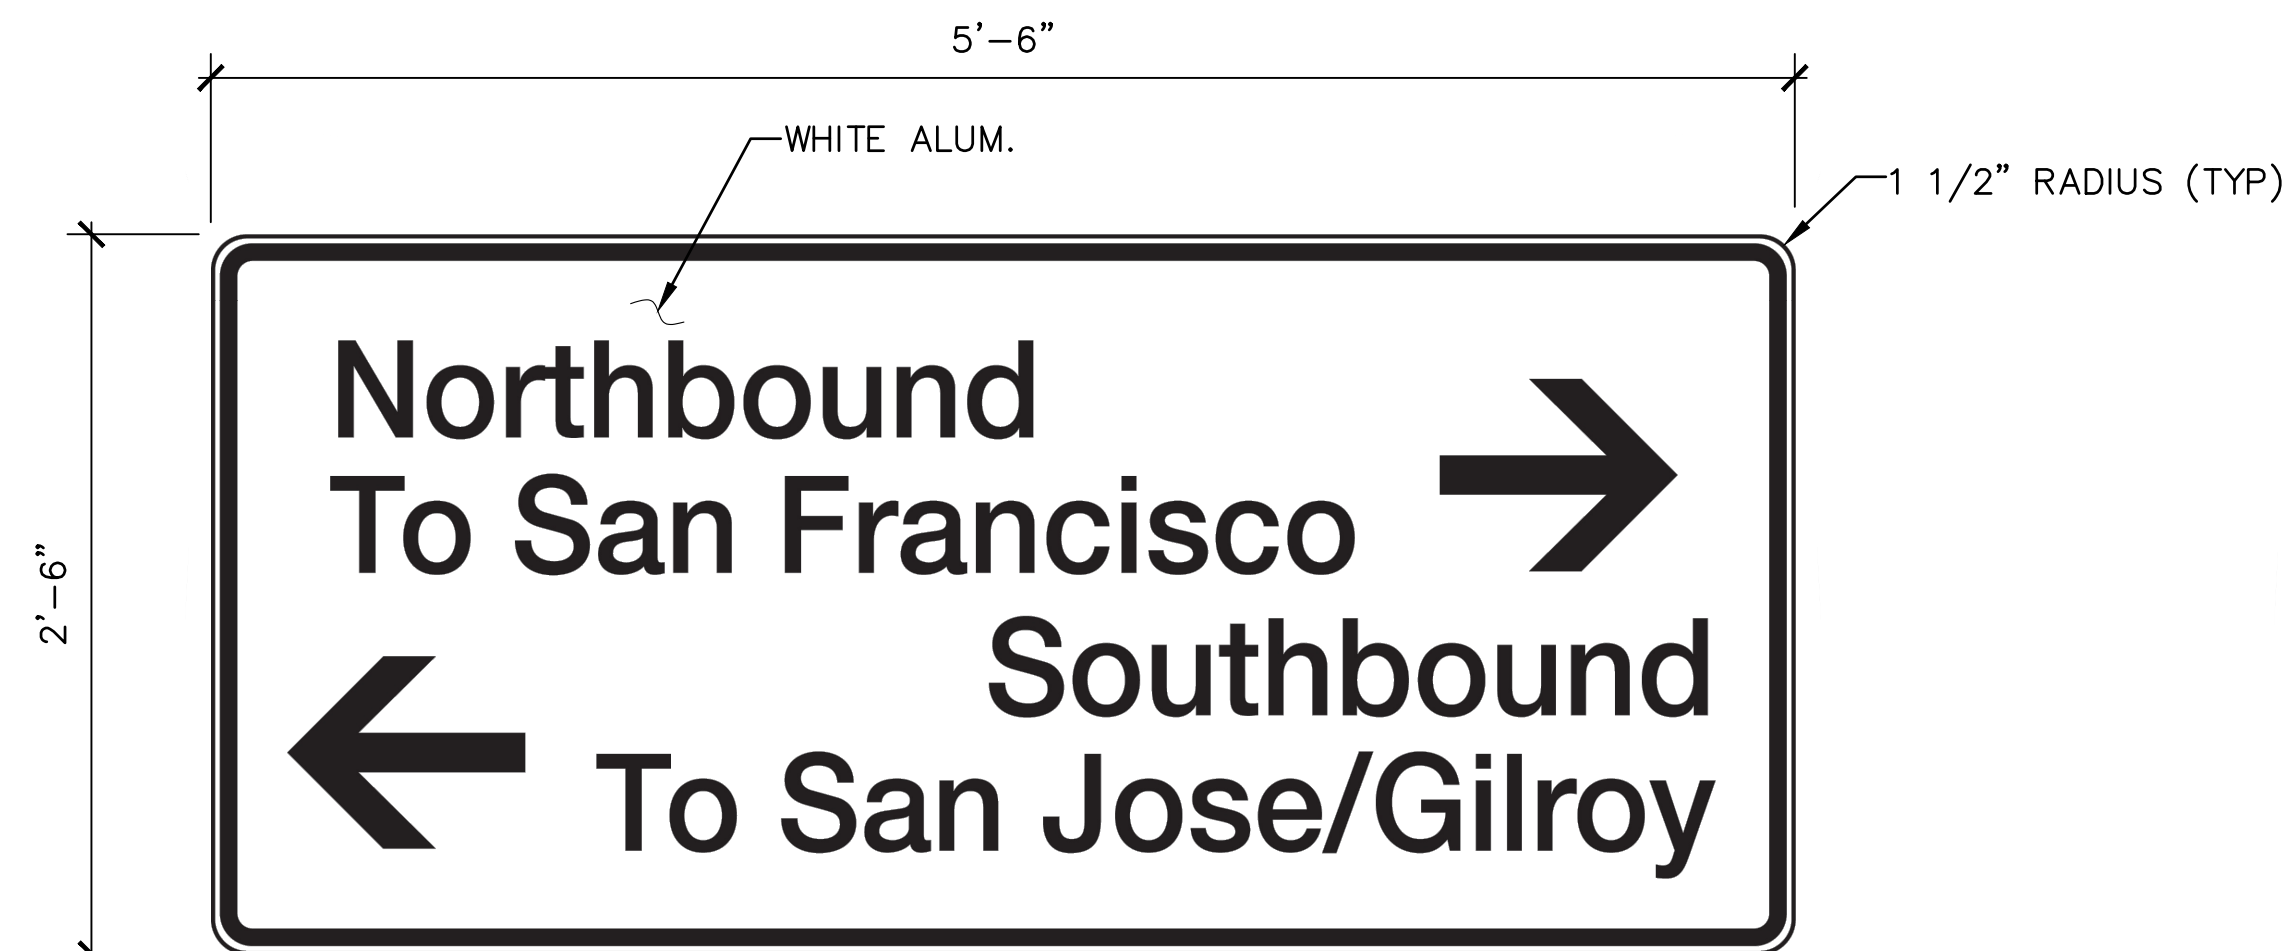 5'-6"
WHITE ALUM.
1 1/2" RADIUS (TYP)
2'-6"
Northbound
To San Francisco
Southbound
To San Jose/Gilroy